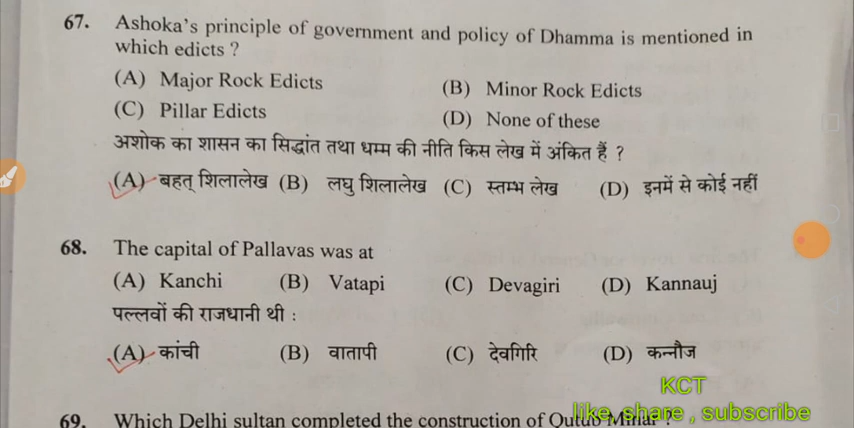 67. Ashoka's principle of government and policy of Dhamma is mentioned in
which edicts ?
(A) Major Rock Edicts (B) Minor Rock Edicts
(C) Pillar Edicts (D) None of these
अशोक का शासन का सिद्धांत तथा धम्म की नीति किस लेख में अंकित हैं ?
(A) बहत् शिलालेख (B) लघु शिलालेख (C) स्तम्भ लेख (D) इनमें से कोई नहीं
68. The capital of Pallavas was at
(A) Kanchi (B) Vatapi (C) Devagiri (D) Kannauj
पल्लवों की राजधानी थी :
(A) कांची (B) वातापी (C) देवगिरि (D) कन्नौज
KCT
like, share , subscribe
69. Which Delhi sultan completed the construction of Qutub Minar ?